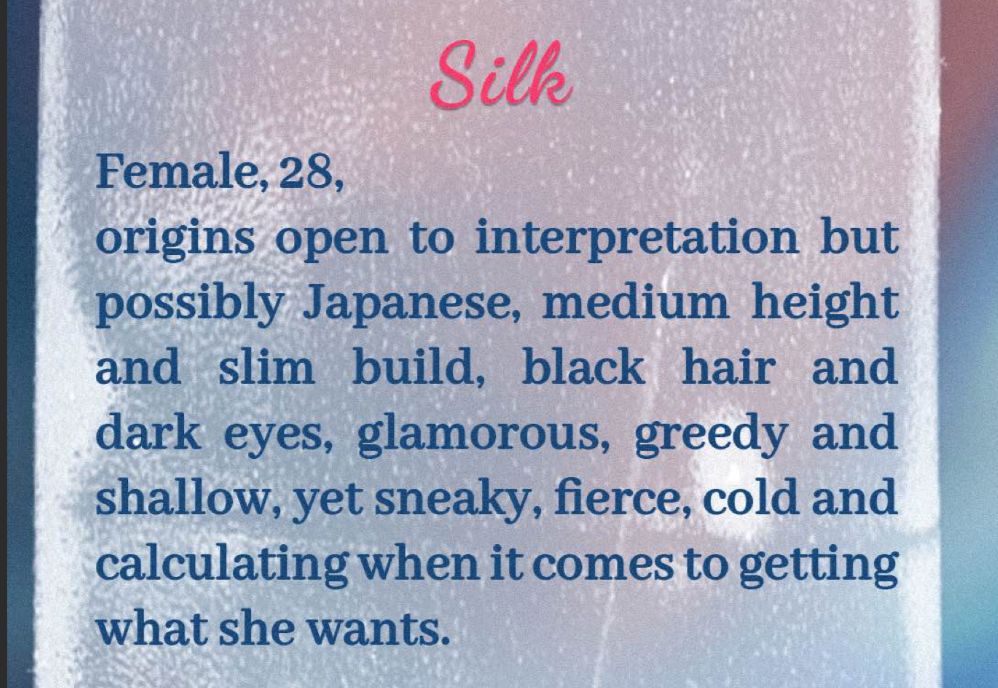 Silk
Female, 28,
origins open to interpretation but
possibly Japanese, medium height
and slim build, black hair and
dark eyes, glamorous, greedy and
shallow, yet sneaky, fierce, cold and
calculating when it comes to getting
what she wants.